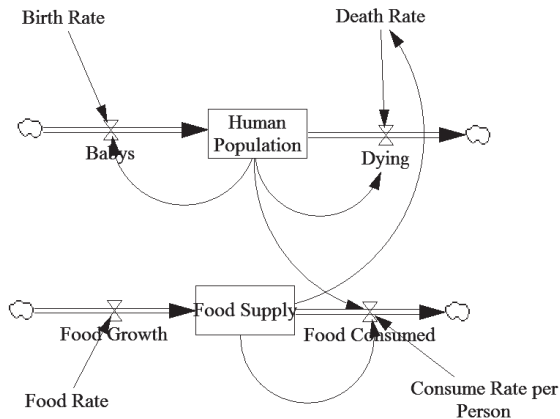 Birth Rate
Death Rate
Human
Population
Babys
Dying
Food Supply
Food Growth
Food Consumed
Food Rate
Consume Rate per
Person